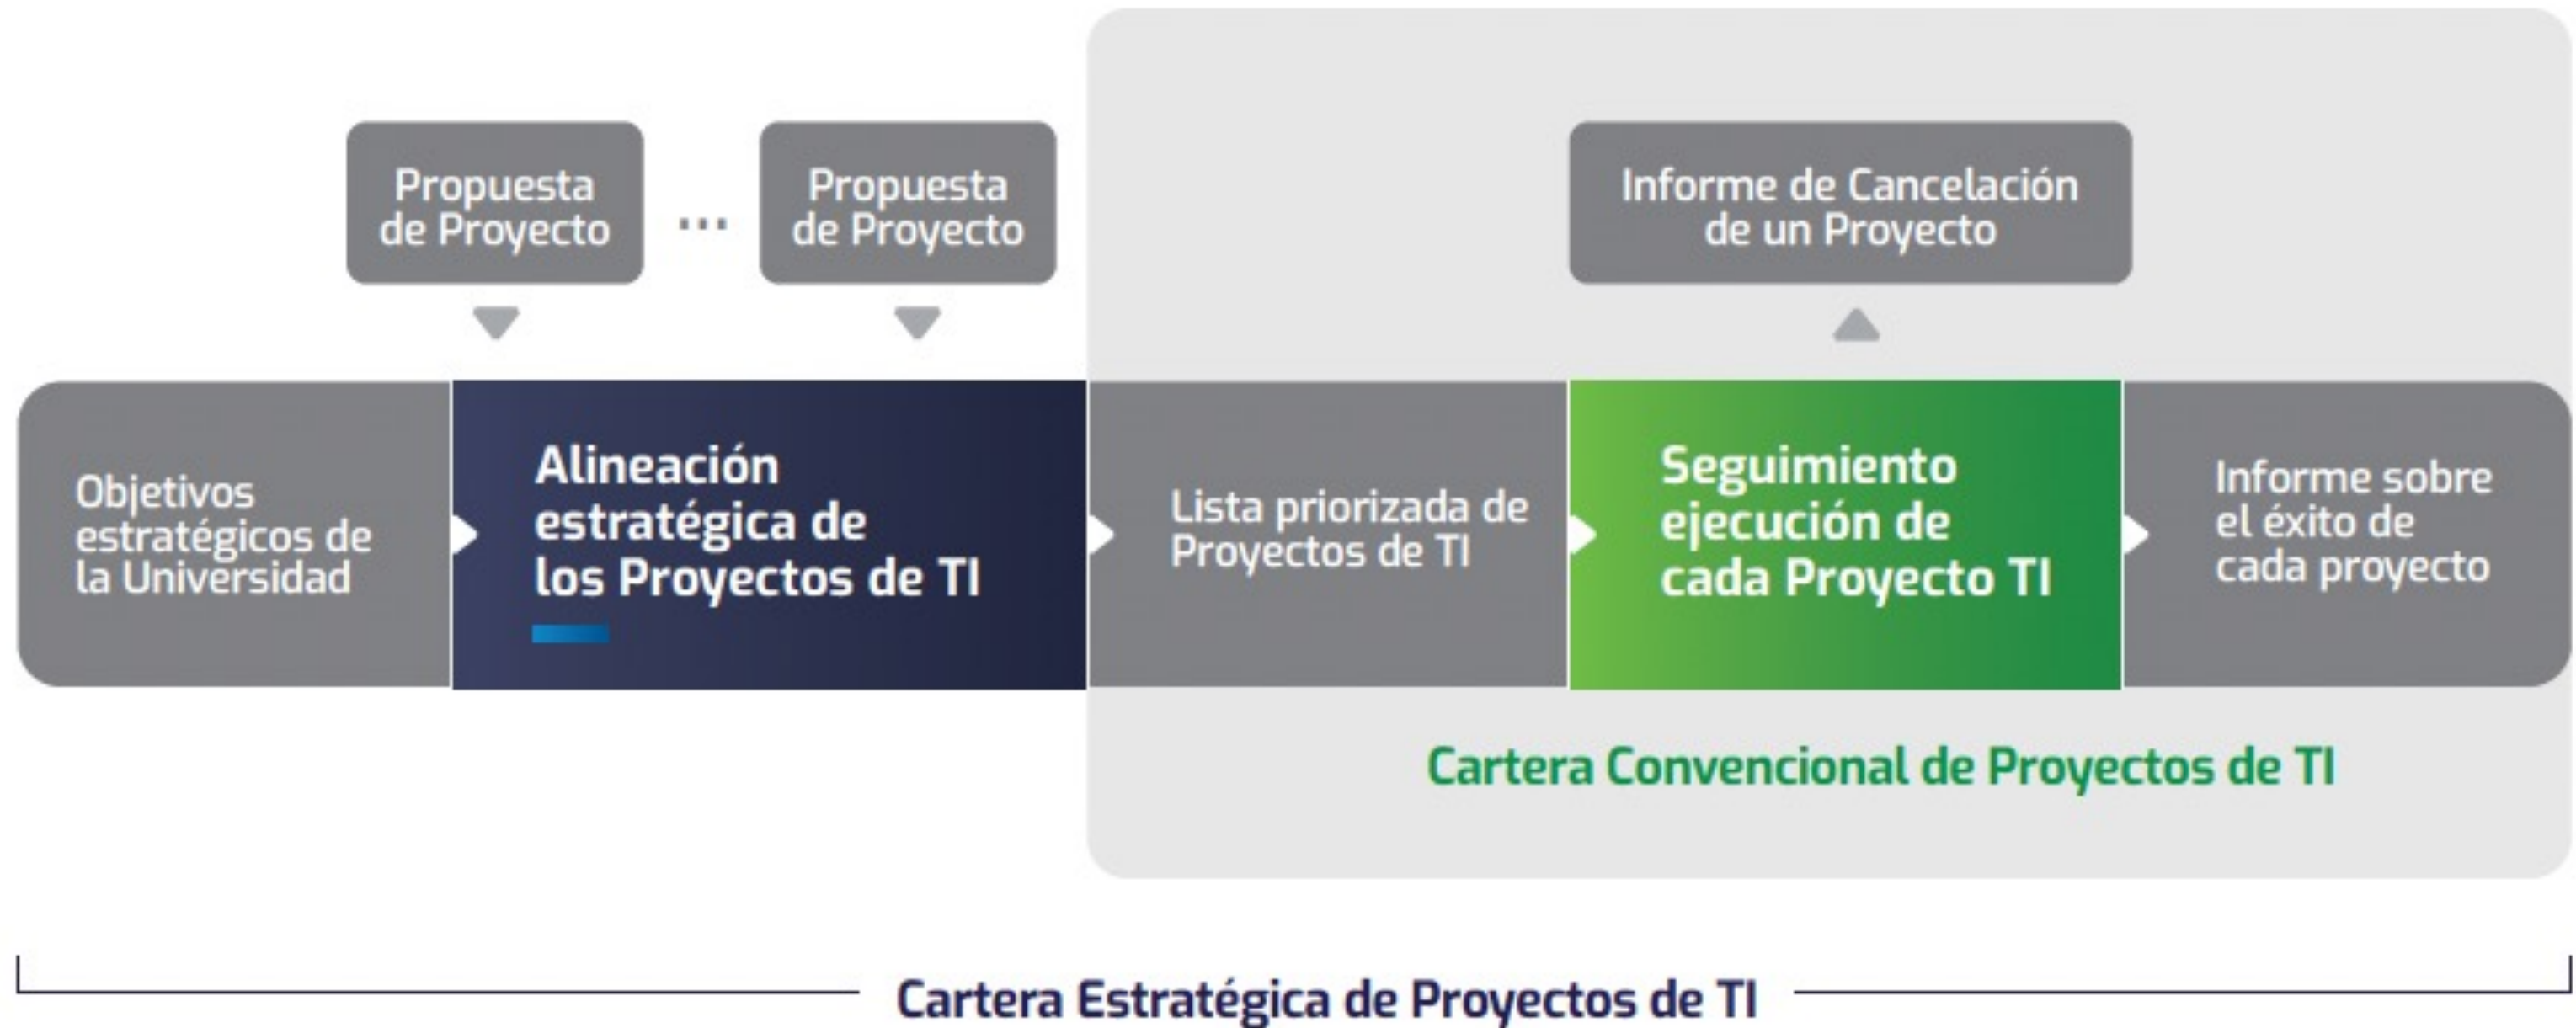 Propuesta
de Proyecto
...
Propuesta
de Proyecto
Informe de Cancelación
de un Proyecto
Objetivos
estratégicos de
la Universidad
Alineación
estratégica de
los Proyectos de TI
Lista priorizada de
Proyectos de TI
Seguimiento
ejecución de
cada Proyecto TI
Informe sobre
el éxito de
cada proyecto
Cartera Convencional de Proyectos de TI
Cartera Estratégica de Proyectos de TI